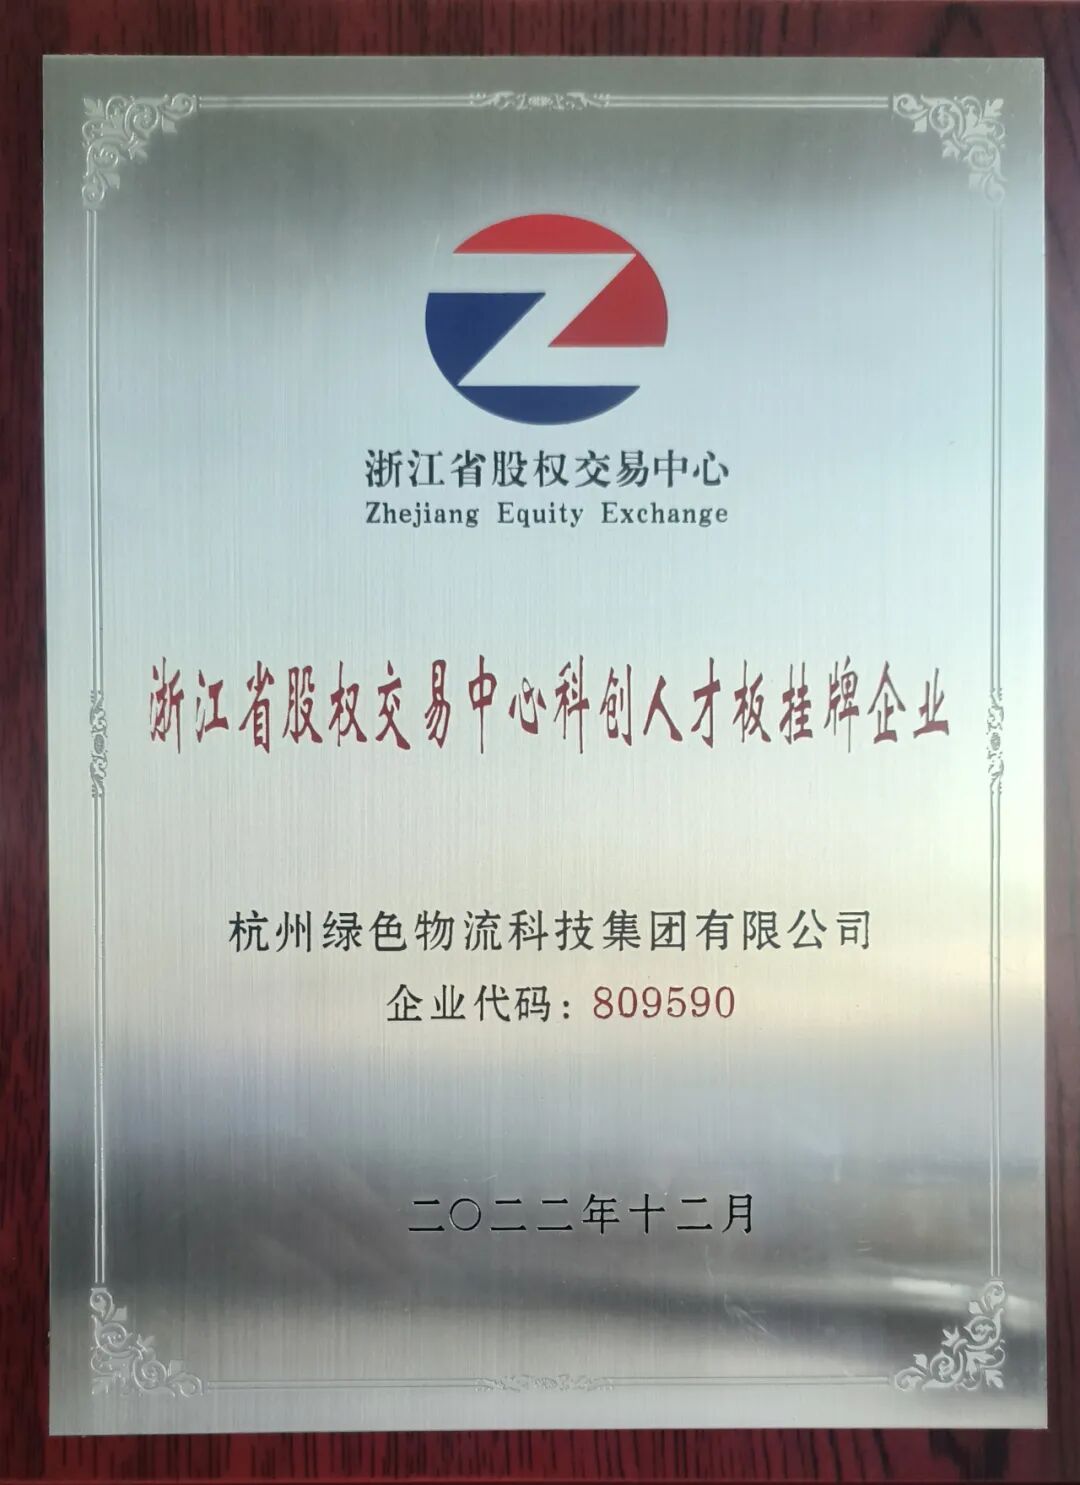 浙江省股权交易中心
Zhejiang Equity Exchange
浙江省股权交易中心科创人才板挂牌企业
杭州绿色物流科技集团有限公司
企业代码：809590
二〇二二年十二月